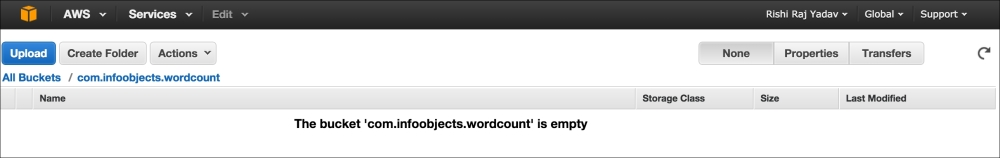 AWS Services Edit Rishi Raj Yadav Global Support
Upload Create Folder Actions None Properties Transfers
All Buckets / com.infoobjects.wordcount
Name Storage Class Size Last Modified
The bucket 'com.infoobjects.wordcount' is empty